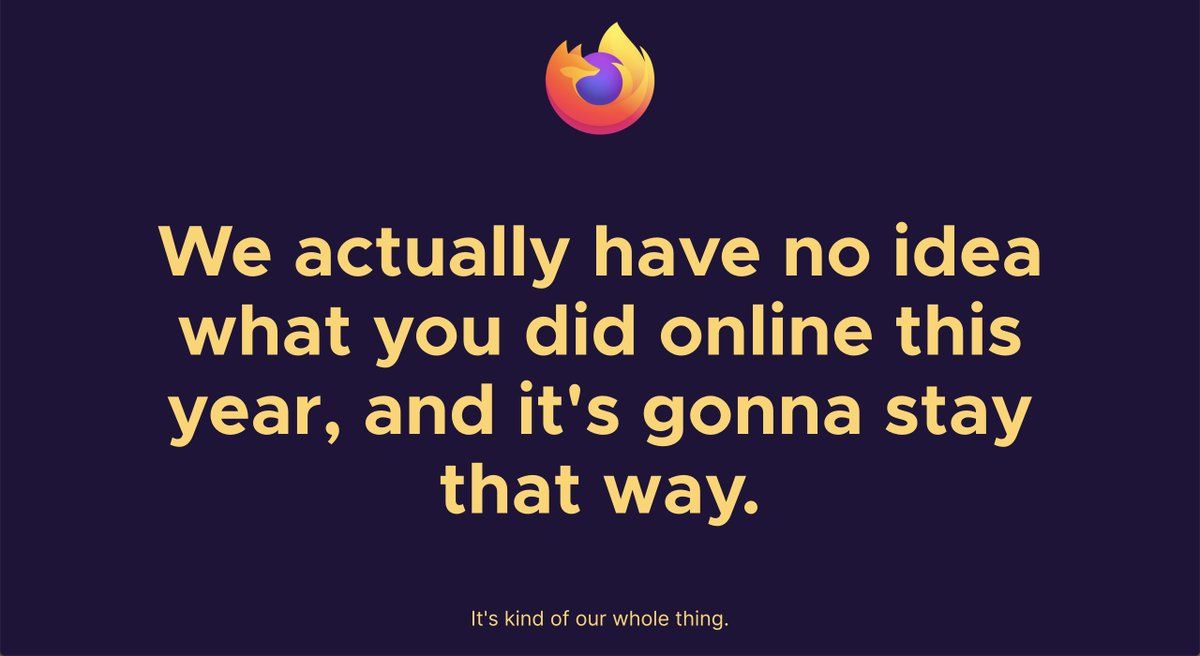 We actually have no idea
what you did online this
year, and it's gonna stay
that way.
It's kind of our whole thing.